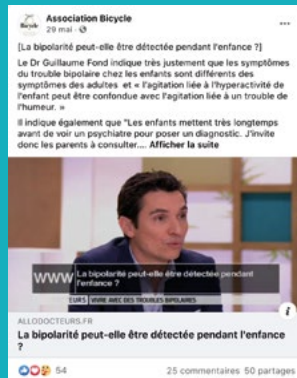 Association Bicycle
29 mai
[La bipolarité peut-elle être détectée pendant l'enfance ?]
Le Dr Guillaume Fond indique très justement que les symptômes
du trouble bipolaire chez les enfants sont différents des
symptômes des adultes et « l'agitation liée à l'hyperactivité de
l'enfant peut être confondue avec l'agitation liée à un trouble de
l'humeur. »
Il indique également que "Les enfants mettent très longtemps
avant de voir un psychiatre pour poser un diagnostic. J'invite
donc les parents à consulter.... Afficher la suite
WWW La bipolarité peut-elle être détectée pendant
l'enfance ?
EURS VIVRE AVEC DES TROUBLES BIPOLAIRES
ALLODOCTEURS.FR
La bipolarité peut-elle être détectée pendant l'enfance
?
54
25 commentaires 50 partages